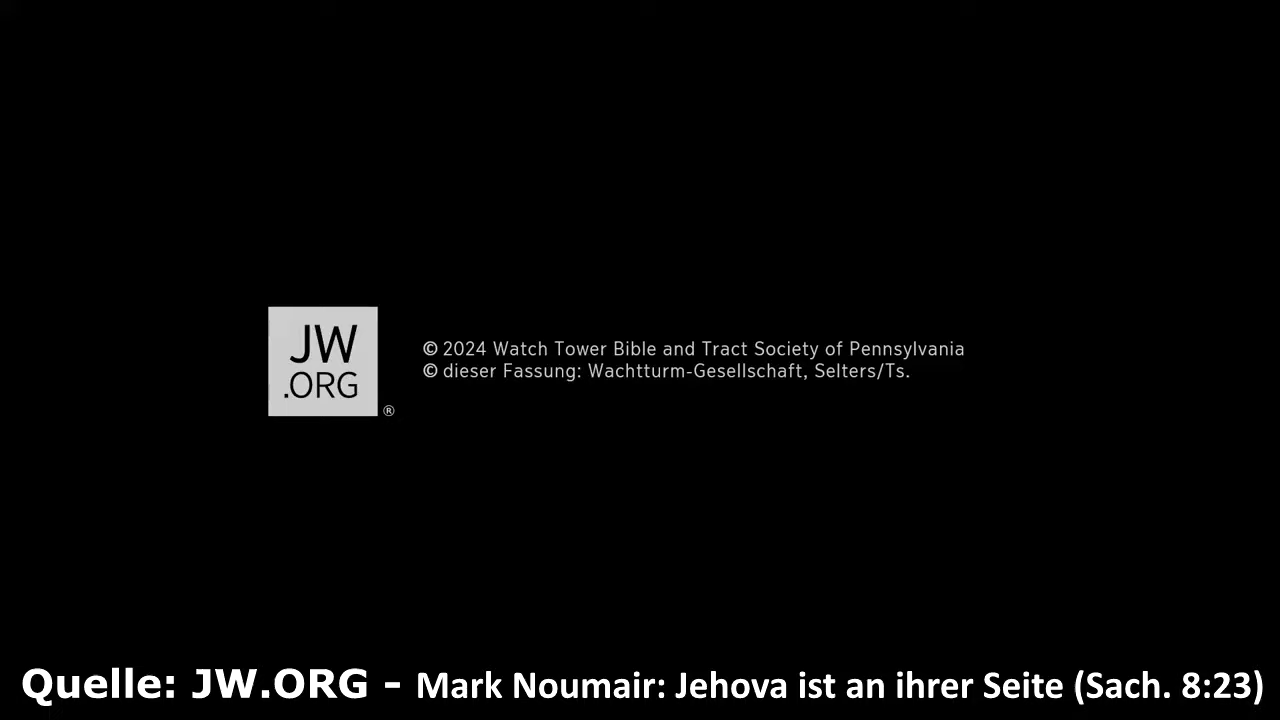 JW
.ORG
®
© 2024 Watch Tower Bible and Tract Society of Pennsylvania
© dieser Fassung: Wachtturm-Gesellschaft, Selters/Ts.
Quelle: JW.ORG - Mark Noumair: Jehova ist an ihrer Seite (Sach. 8:23)